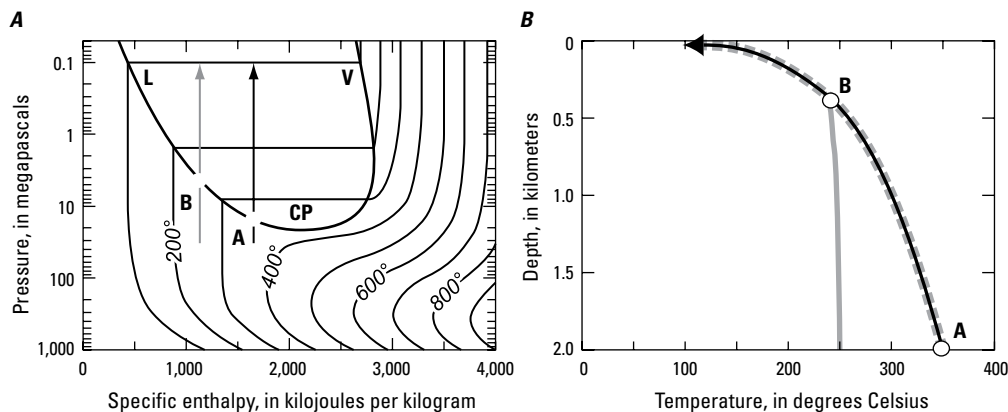 A
Pressure, in megapascals
0.1
1
10
100
1,000
L
V
B
A
CP
200°
400°
600°
800°
0
1,000
2,000
3,000
4,000
Specific enthalpy, in kilojoules per kilogram
B
Depth, in kilometers
0
0.5
1.0
1.5
2.0
B
A
100
200
300
400
Temperature, in degrees Celsius